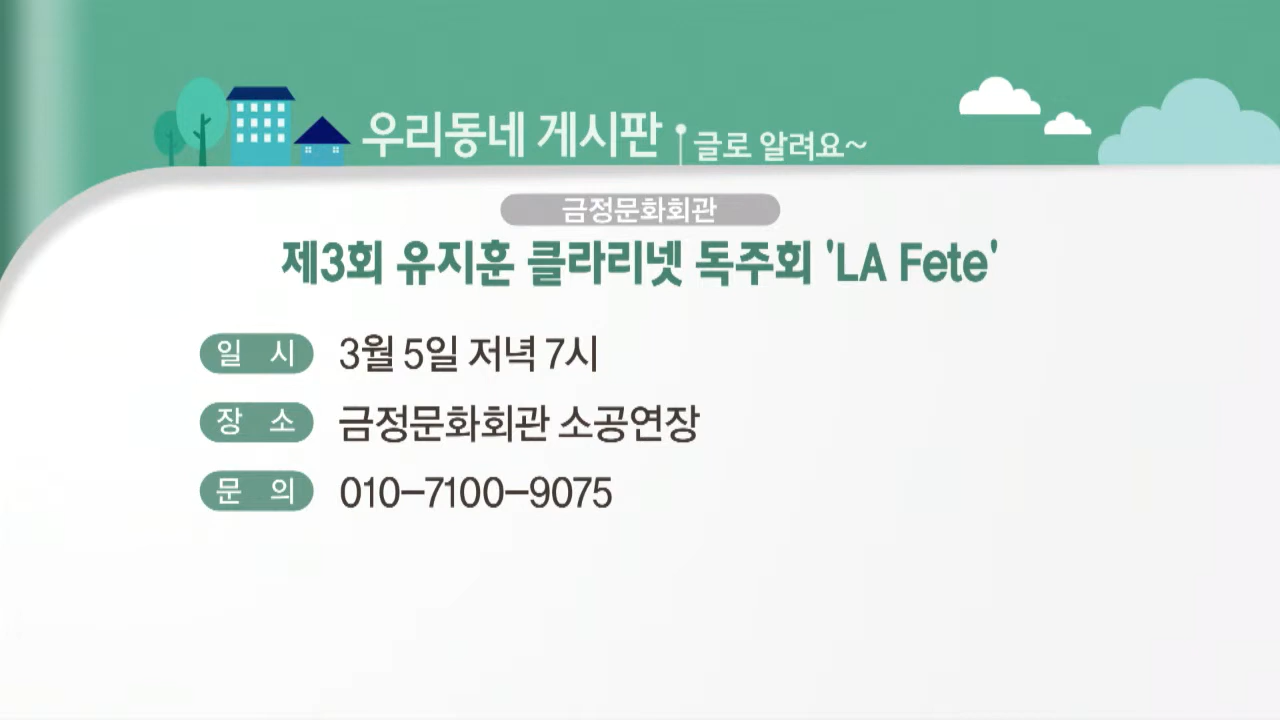 우리동네 게시판 글로 알려요~
금정문화회관
제3회 유지훈 클라리넷 독주회 'LA Fete'
일 시 3월 5일 저녁 7시
장 소 금정문화회관 소공연장
문 의 010-7100-9075